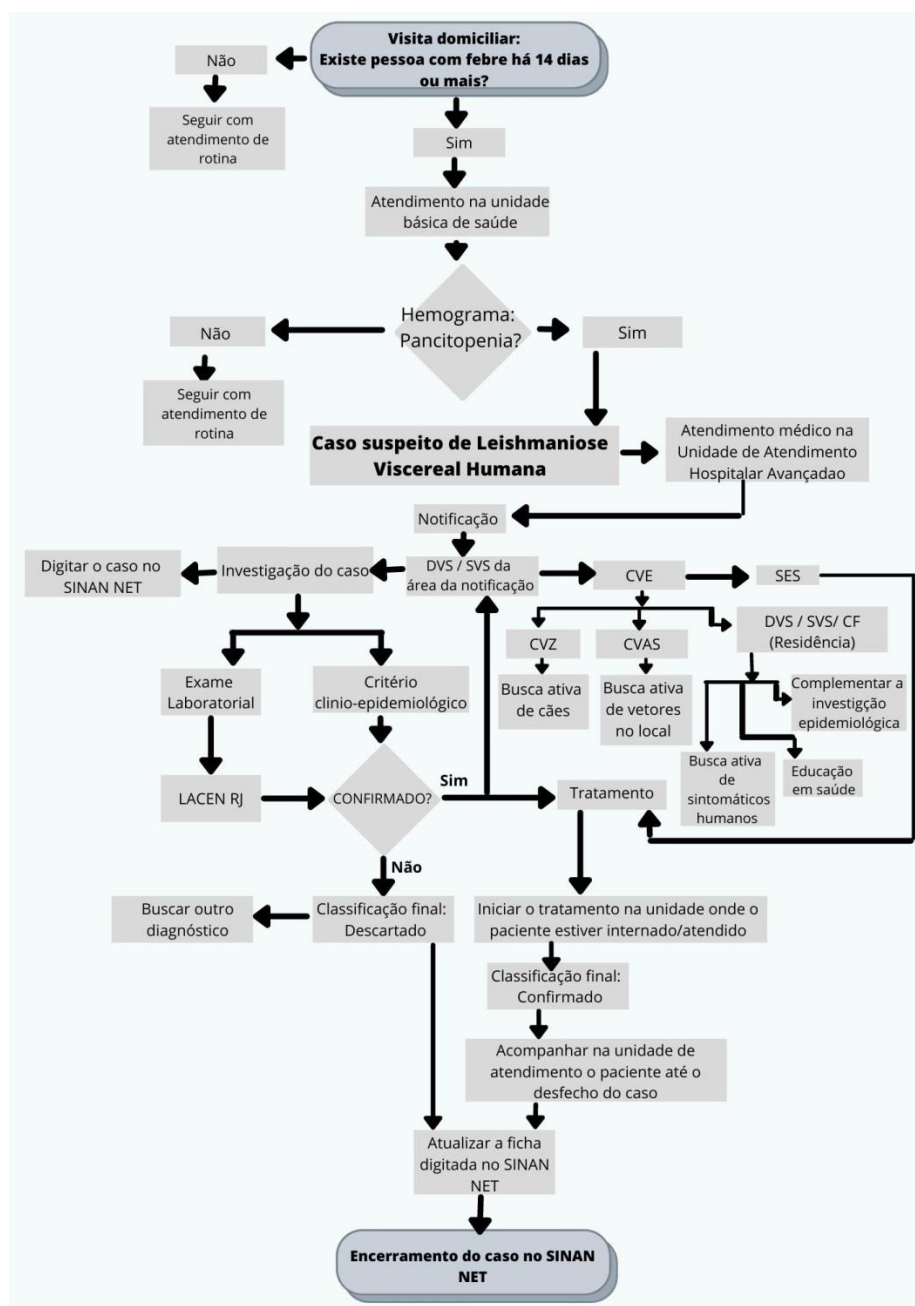 Visita domiciliar:
Existe pessoa com febre há 14 dias
ou mais?
Não
Seguir com
atendimento de
rotina
Sim
Atendimento na unidade
básica de saúde
Hemograma:
Pancitopenia?
Não
Seguir com
atendimento de
rotina
Sim
Caso suspeito de Leishmaniose
Viscereal Humana
Atendimento médico na
Unidade de Atendimento
Hospitalar Avançadao
Notificação
Digitar o caso no
SINAN NET
Investigação do caso
DVS / SVS da
área da notificação
CVE
SES
CVZ
CVAS
DVS / SVS/ CF
(Residência)
Busca ativa
de cães
Busca ativa
de vetores
no local
Complementar a
investigção
epidemiológica
Busca ativa
de
sintomáticos
humanos
Educação
em saúde
Exame
Laboratorial
Critério
clinio-epidemiológico
LACEN RJ
CONFIRMADO?
Sim
Tratamento
Não
Buscar outro
diagnóstico
Classificação final:
Descartado
Iniciar o tratamento na unidade onde o
paciente estiver internado/atendido
Classificação final:
Confirmado
Acompanhar na unidade de
atendimento o paciente até o
desfecho do caso
Atualizar a ficha
digitada no SINAN
NET
Encerramento do caso no SINAN
NET